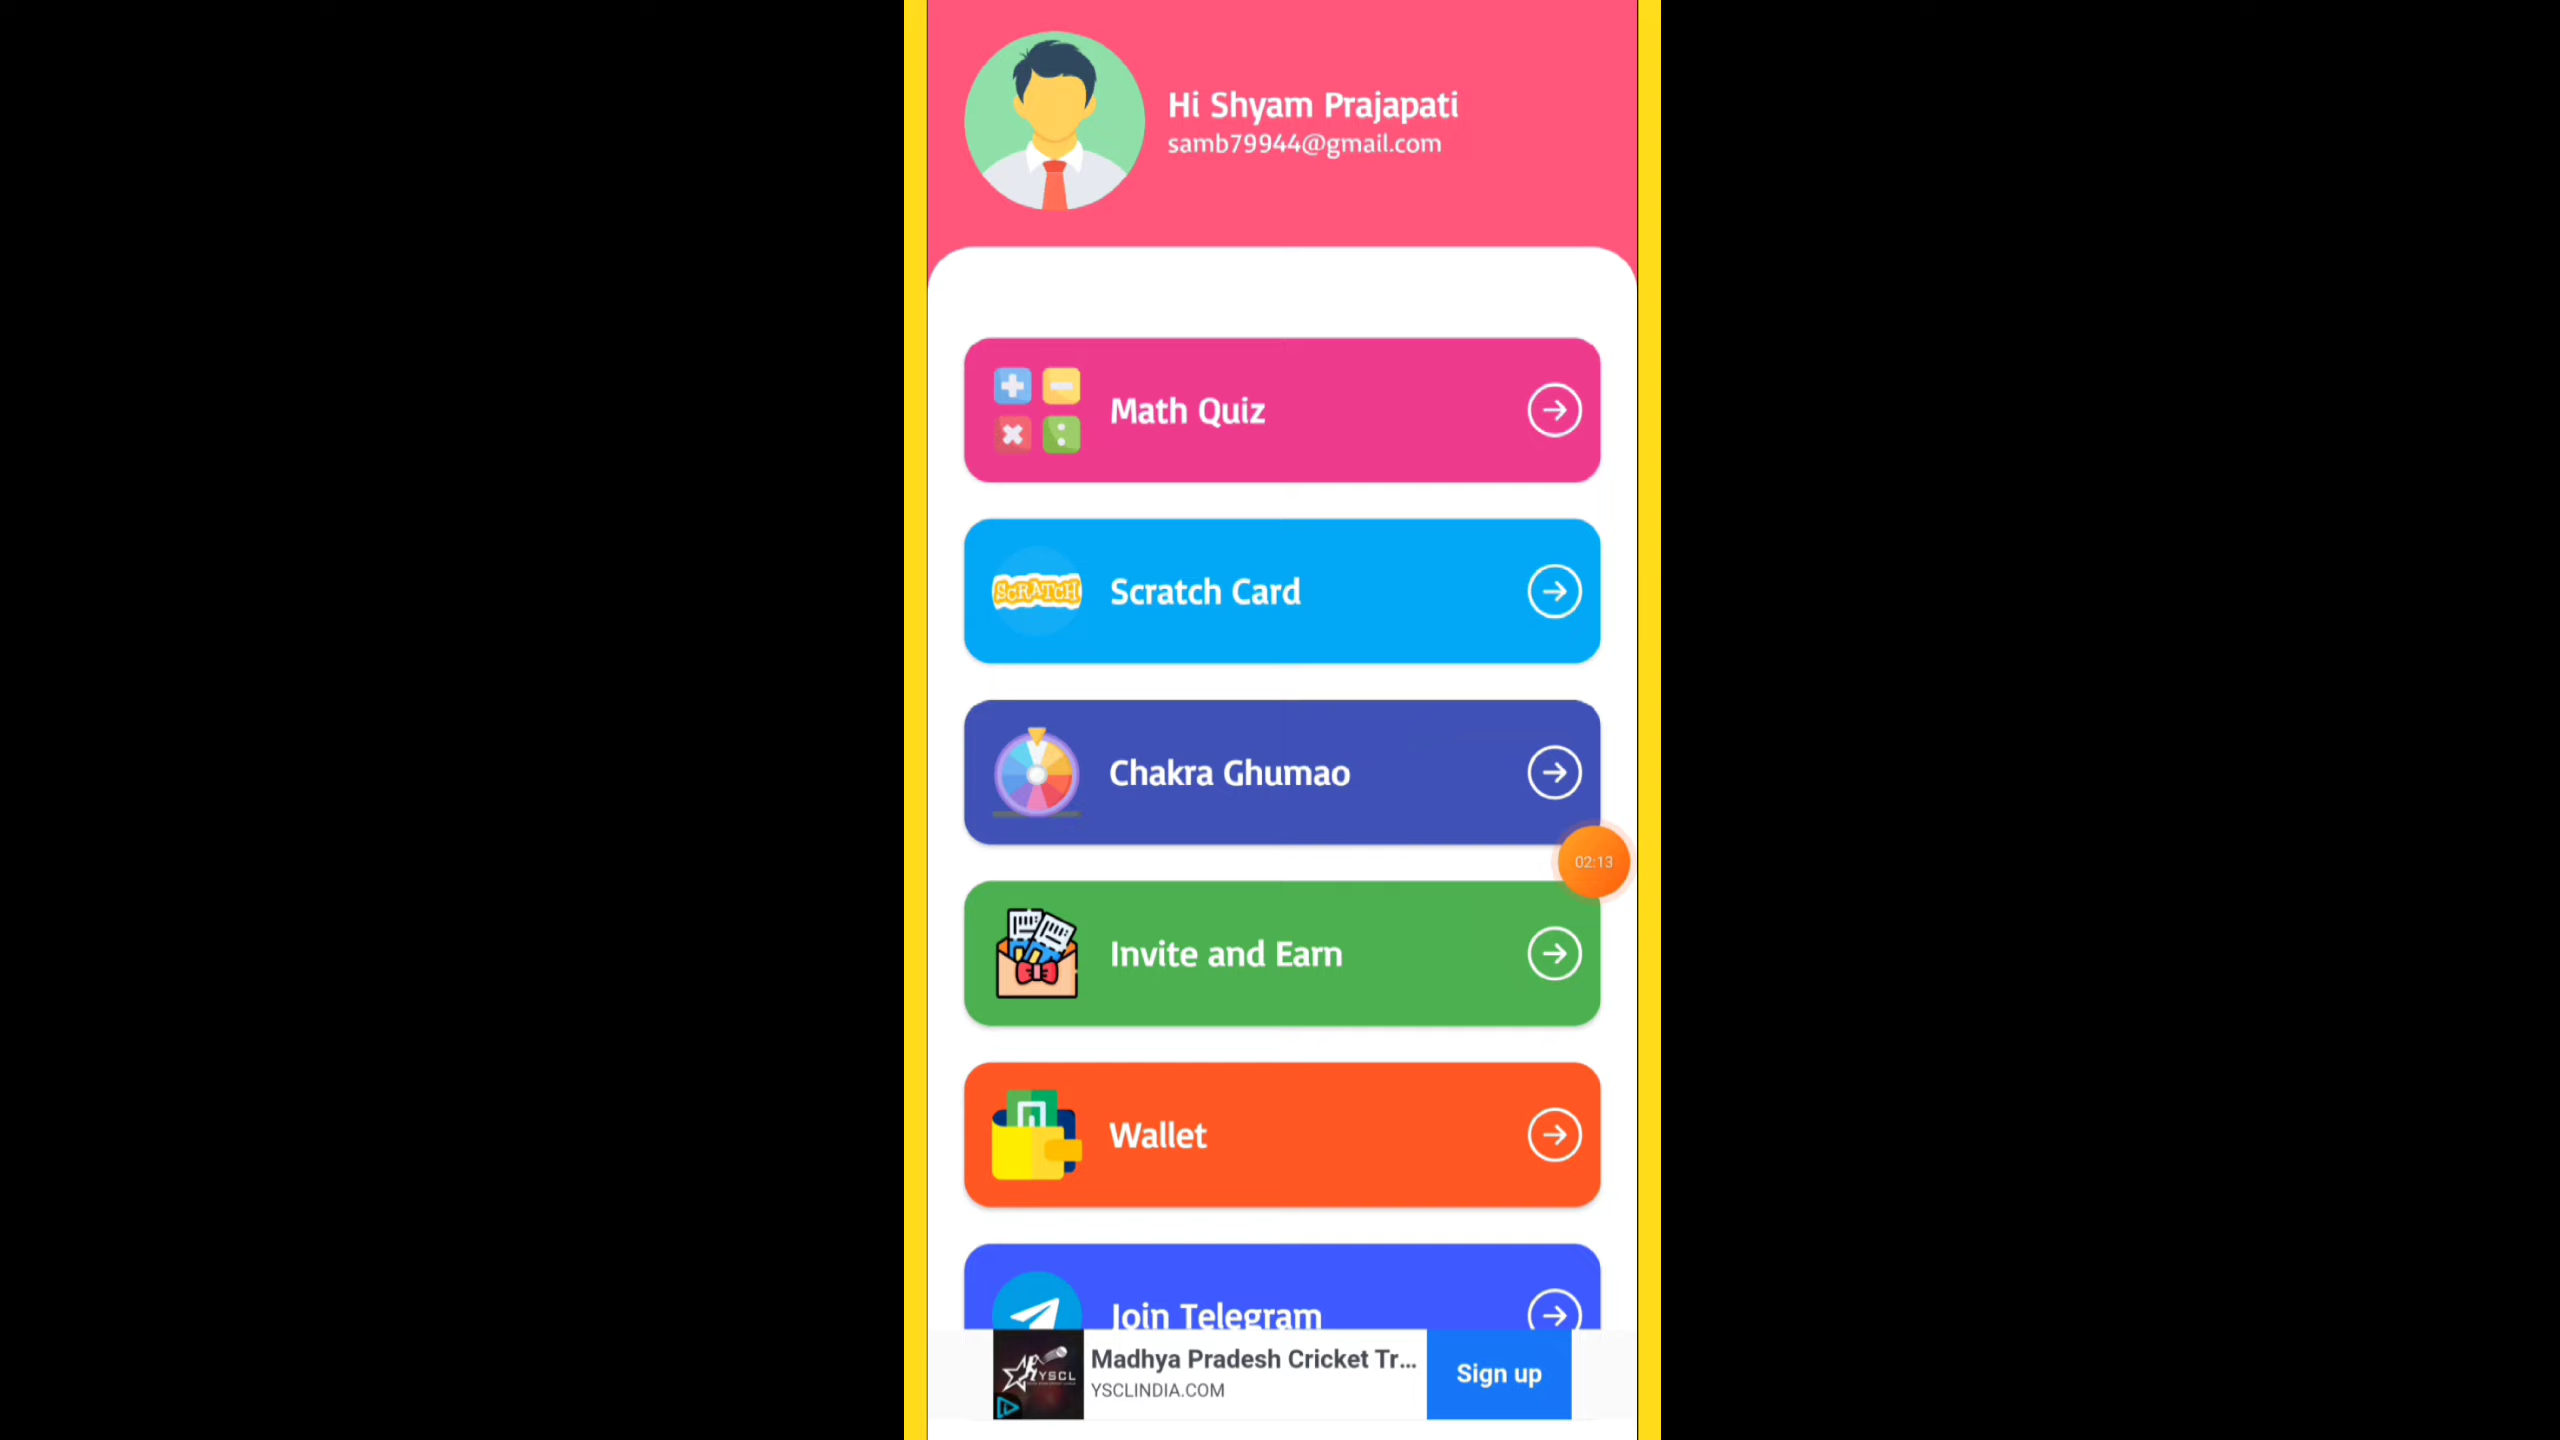 Hi Shyam Prajapati
samb79944@gmail.com
Math Quiz
SCRATCH
Scratch Card
Chakra Ghumao
02:13
Invite and Earn
Wallet
Join Telegram
YSCL
Madhya Pradesh Cricket Tr...
YSCLINDIA.COM
Sign up